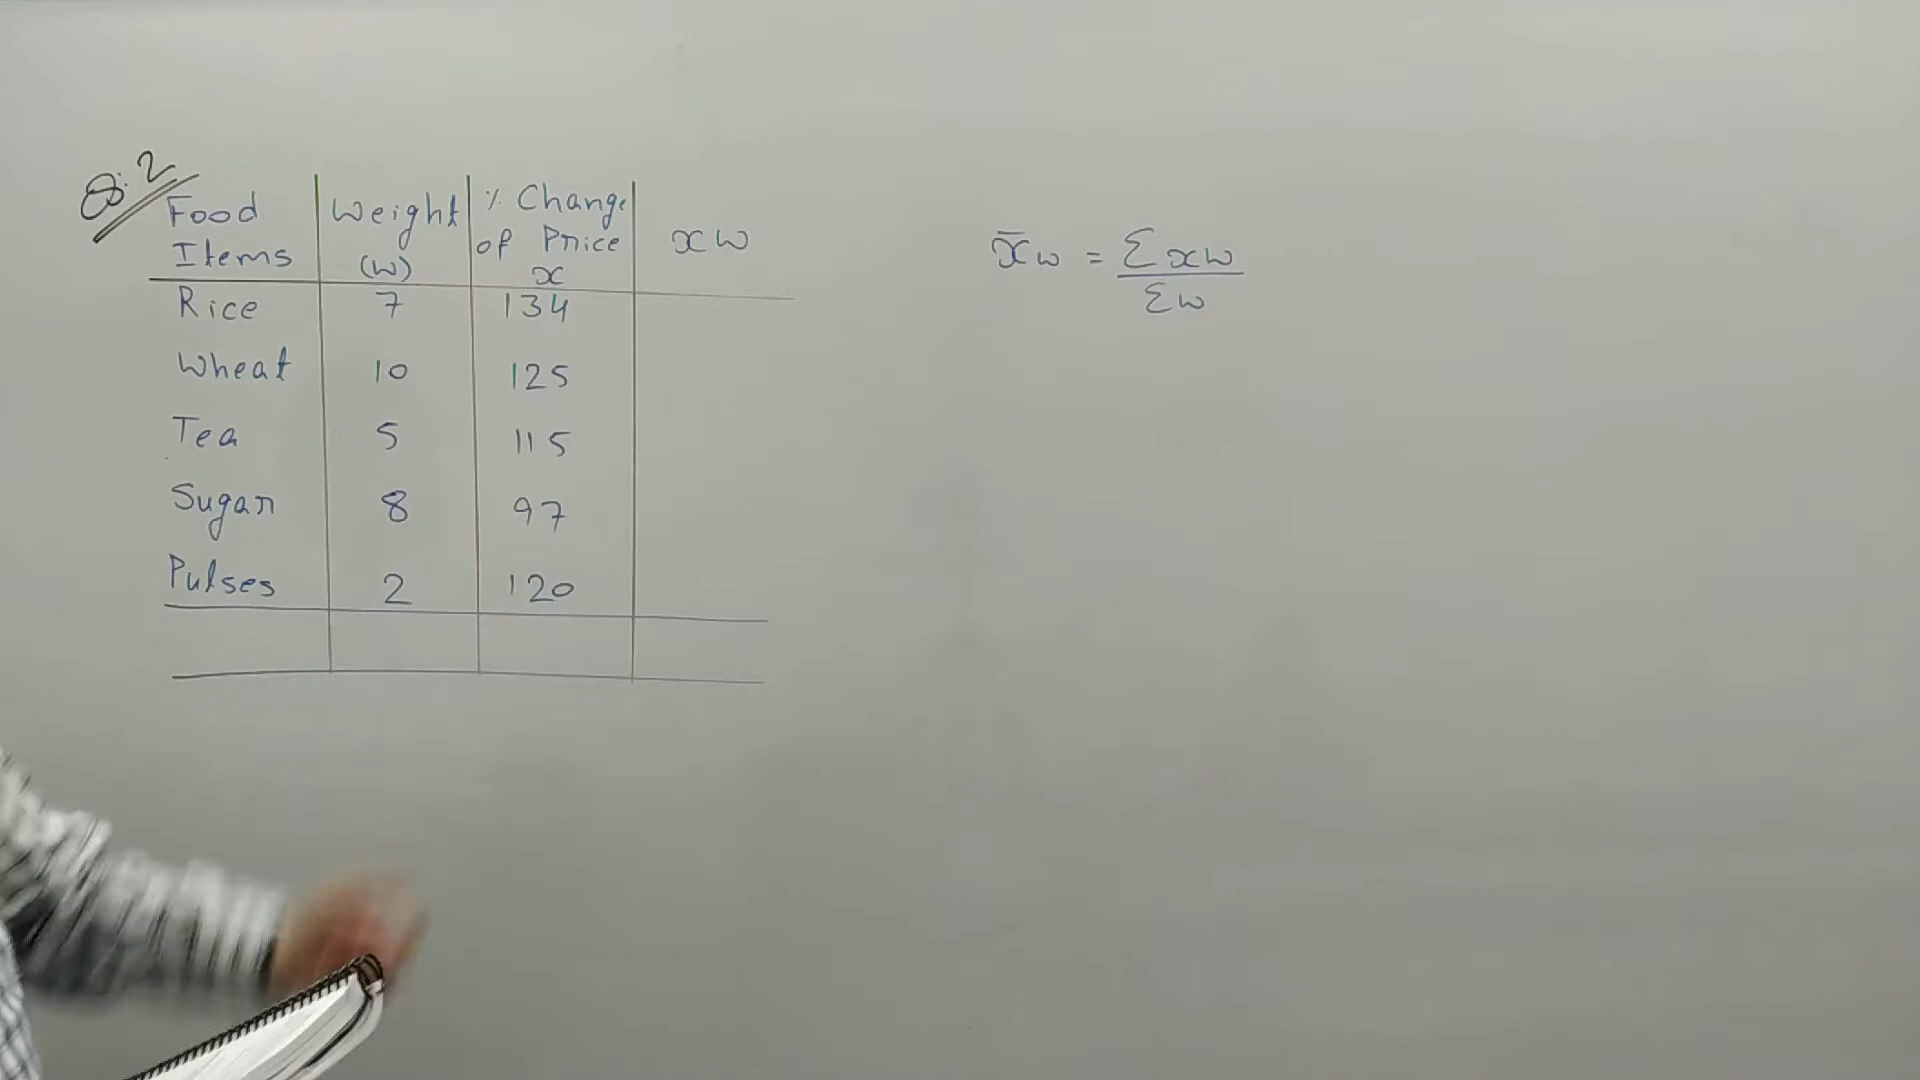 Q:2
Food Items | Weight (w) | % Change of Price x | xw
Rice | 7 | 134
Wheat | 10 | 125
Tea | 5 | 115
Sugar | 8 | 97
Pulses | 2 | 120
x̄w = Σxw / Σw